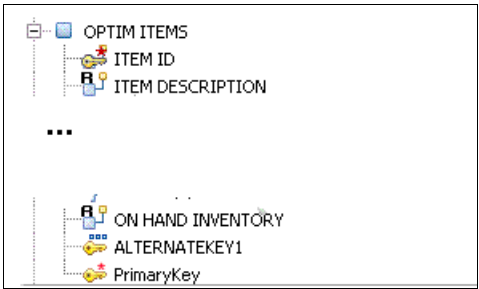 OPTIM ITEMS
ITEM ID
ITEM DESCRIPTION
...
ON HAND INVENTORY
ALTERNATEKEY1
PrimaryKey